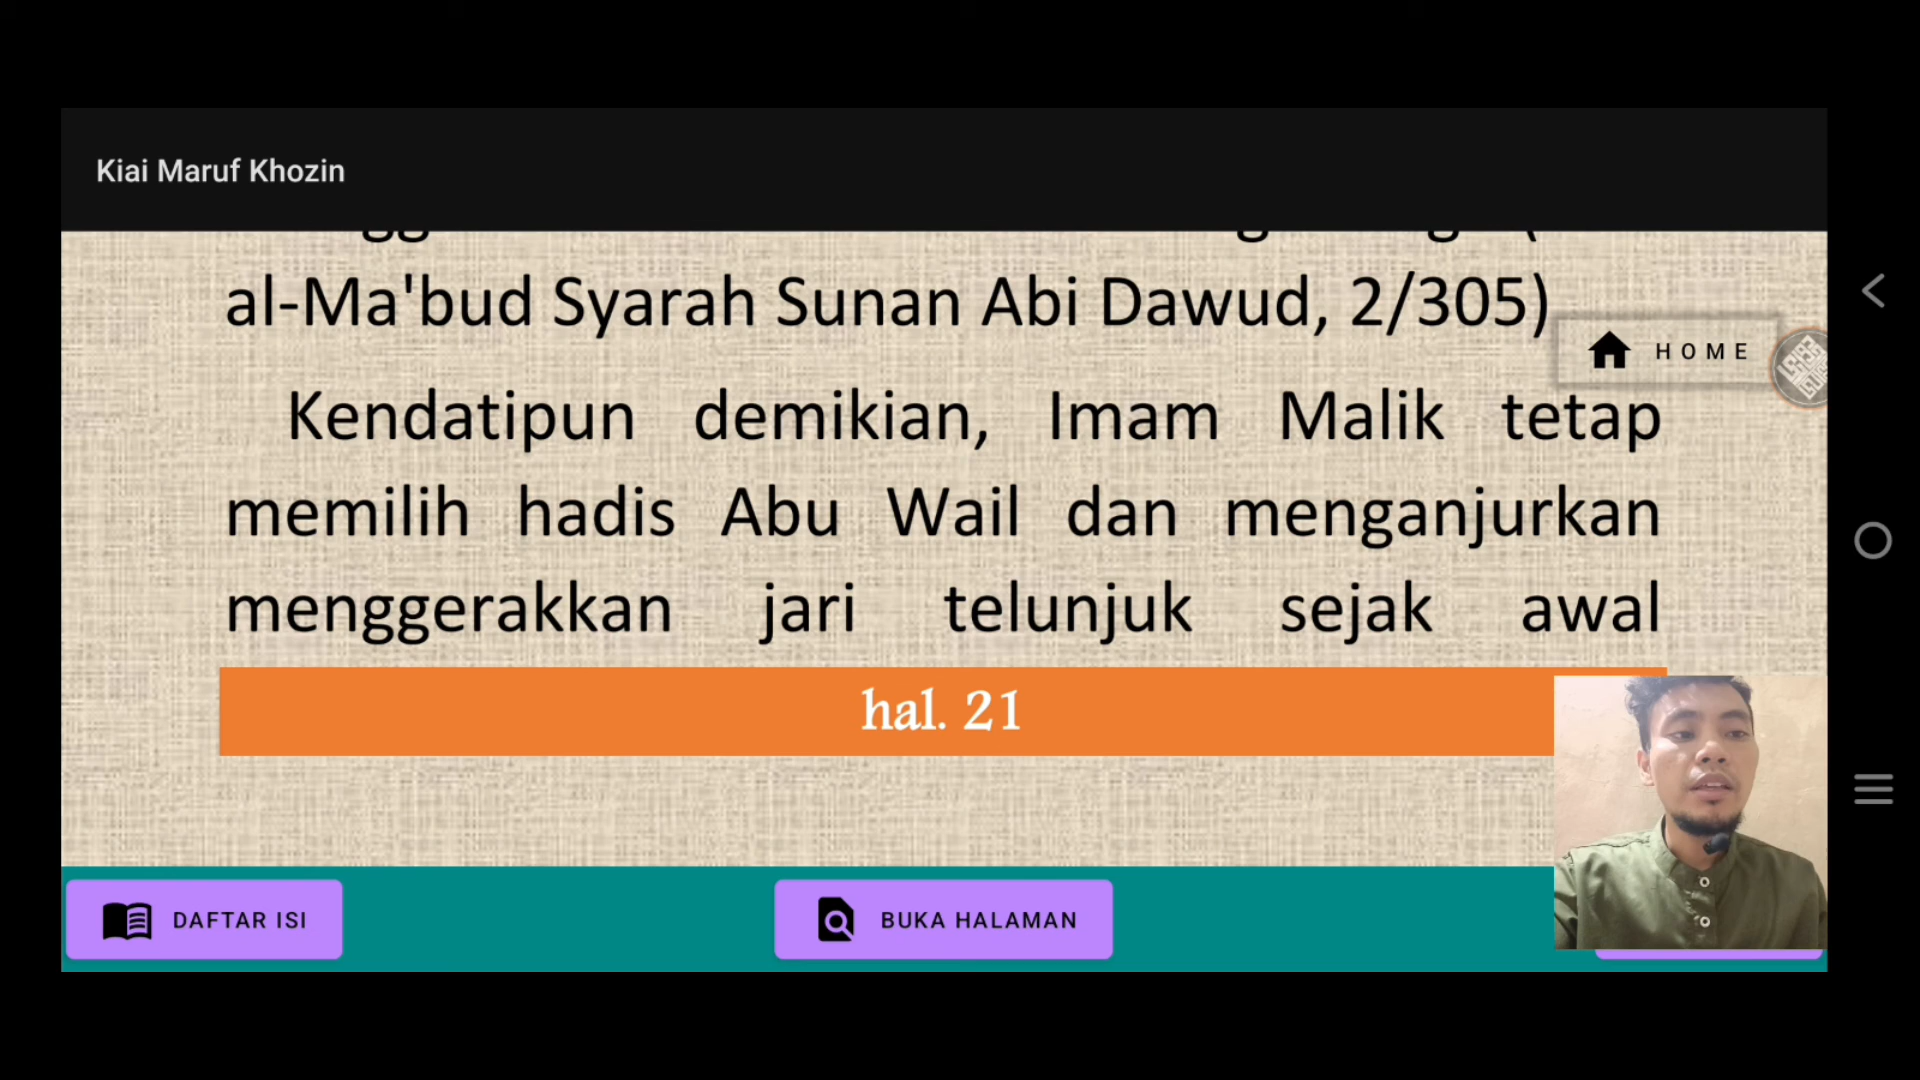 Kiai Maruf Khozin
al-Ma'bud Syarah Sunan Abi Dawud, 2/305)
HOME
Kendatipun demikian, Imam Malik tetap
memilih hadis Abu Wail dan menganjurkan
menggerakkan jari telunjuk sejak awal
hal. 21
DAFTAR ISI
BUKA HALAMAN